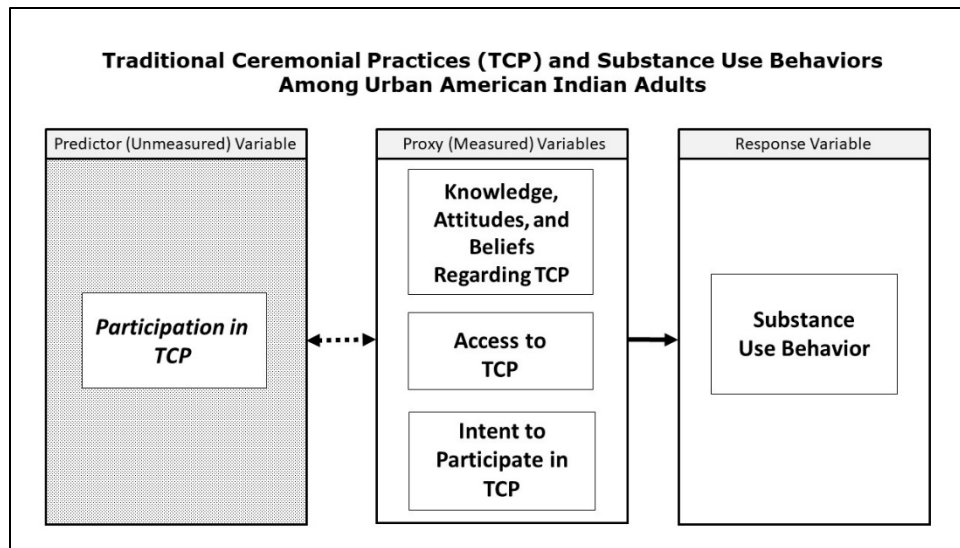 Traditional Ceremonial Practices (TCP) and Substance Use Behaviors
Among Urban American Indian Adults
Predictor (Unmeasured) Variable
Participation in
TCP
Proxy (Measured) Variables
Knowledge,
Attitudes, and
Beliefs
Regarding TCP
Access to
TCP
Intent to
Participate in
TCP
Response Variable
Substance
Use Behavior